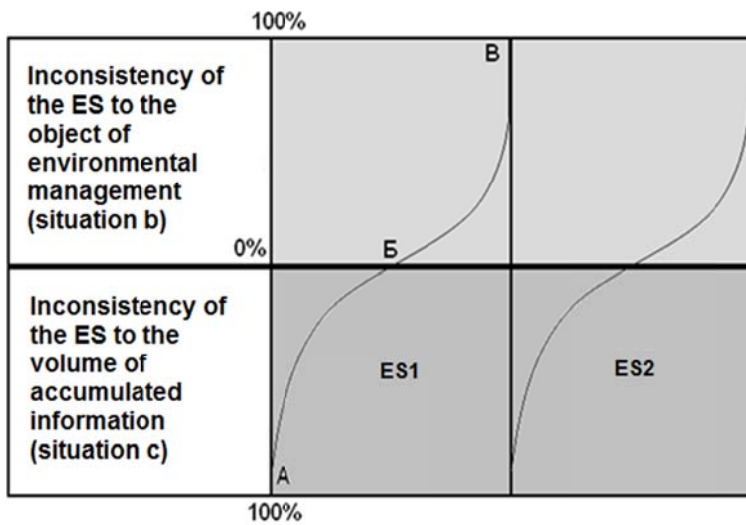 100%
Inconsistency of
the ES to the
object of
environmental
management
(situation b)
В
0%
Б
Inconsistency of
the ES to the
volume of
accumulated
information
(situation c)
ES1
ES2
А
100%